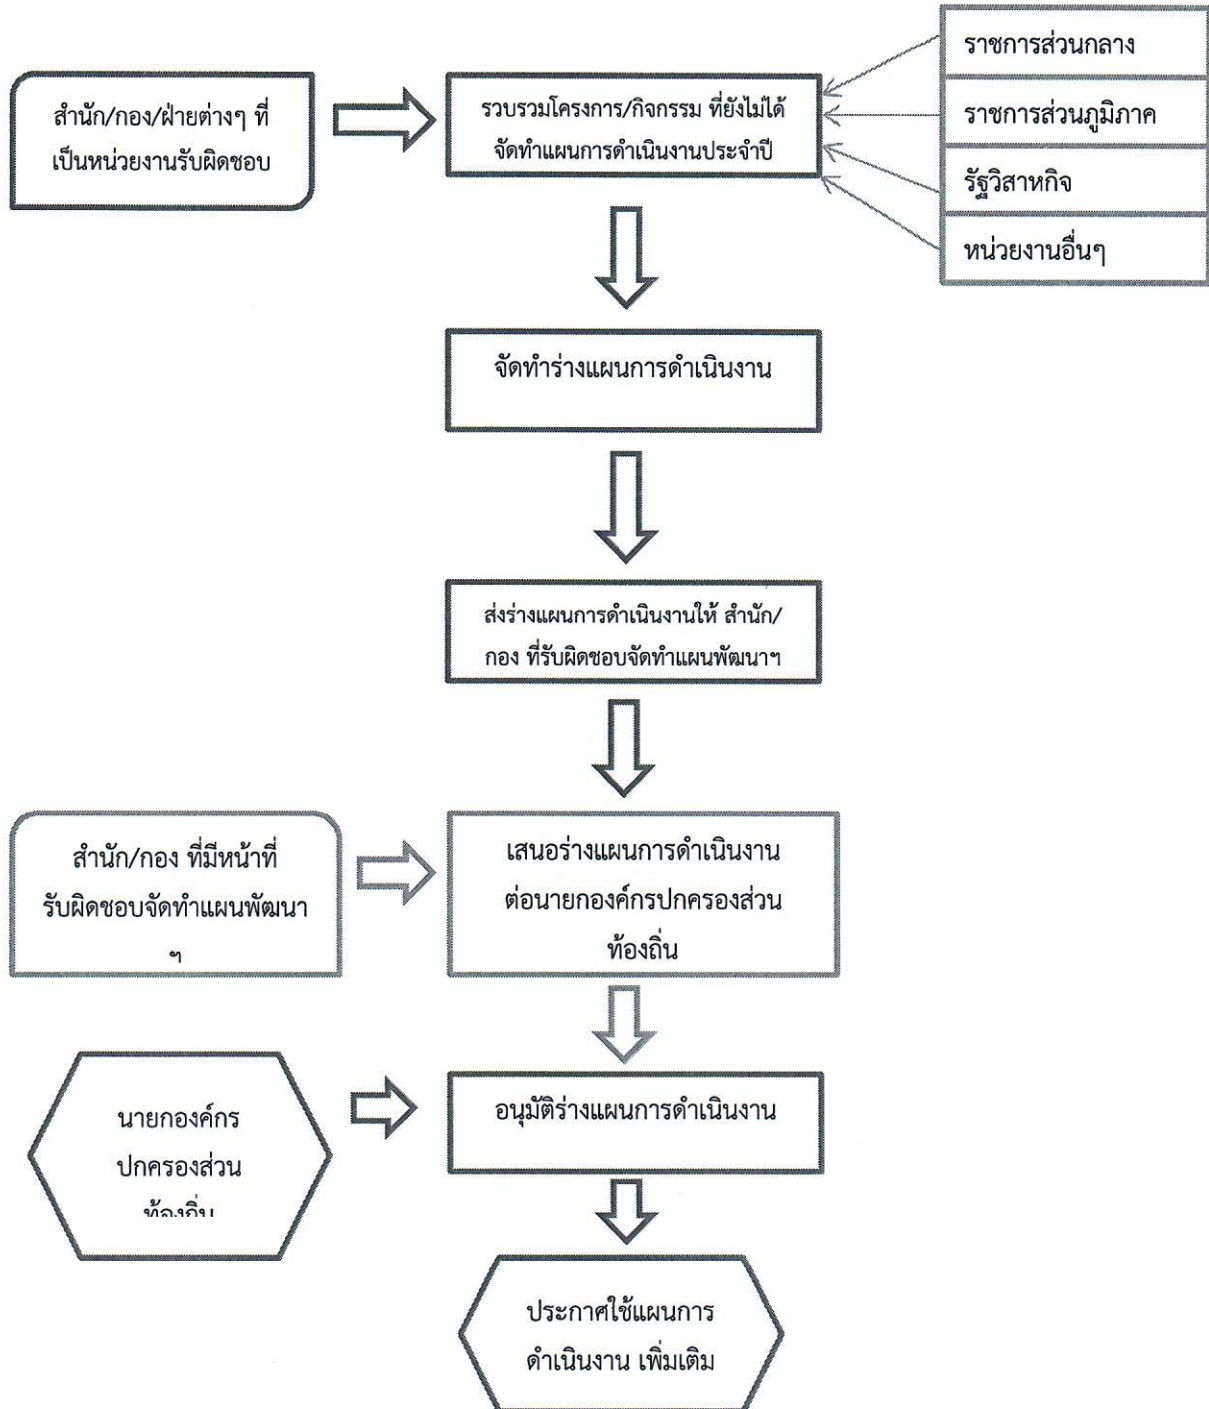 ราชการส่วนกลาง
ราชการส่วนภูมิภาค
รัฐวิสาหกิจ
หน่วยงานอื่นๆ
สำนัก/กอง/ฝ่ายต่างๆ ที่
เป็นหน่วยงานรับผิดชอบ
รวบรวมโครงการ/กิจกรรม ที่ยังไม่ได้
จัดทำแผนการดำเนินงานประจำปี
จัดทำร่างแผนการดำเนินงาน
ส่งร่างแผนการดำเนินงานให้ สำนัก/
กอง ที่รับผิดชอบจัดทำแผนพัฒนาฯ
สำนัก/กอง ที่มีหน้าที่
รับผิดชอบจัดทำแผนพัฒนา
ฯ
เสนอร่างแผนการดำเนินงาน
ต่อนายกองค์กรปกครองส่วน
ท้องถิ่น
นายกองค์กร
ปกครองส่วน
ท้องถิ่น
อนุมัติร่างแผนการดำเนินงาน
ประกาศใช้แผนการ
ดำเนินงาน เพิ่มเติม